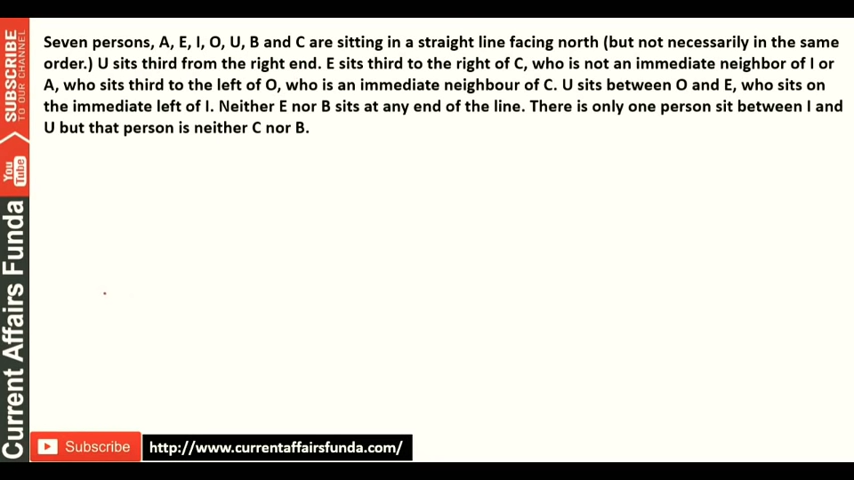 Seven persons, A, E, I, O, U, B and C are sitting in a straight line facing north (but not necessarily in the same
order.) U sits third from the right end. E sits third to the right of C, who is not an immediate neighbor of I or
A, who sits third to the left of O, who is an immediate neighbour of C. U sits between O and E, who sits on
the immediate left of I. Neither E nor B sits at any end of the line. There is only one person sit between I and
U but that person is neither C nor B.
SUBSCRIBE
TO OUR CHANNEL
You
Tube
Current Affairs Funda
Subscribe
http://www.currentaffairsfunda.com/